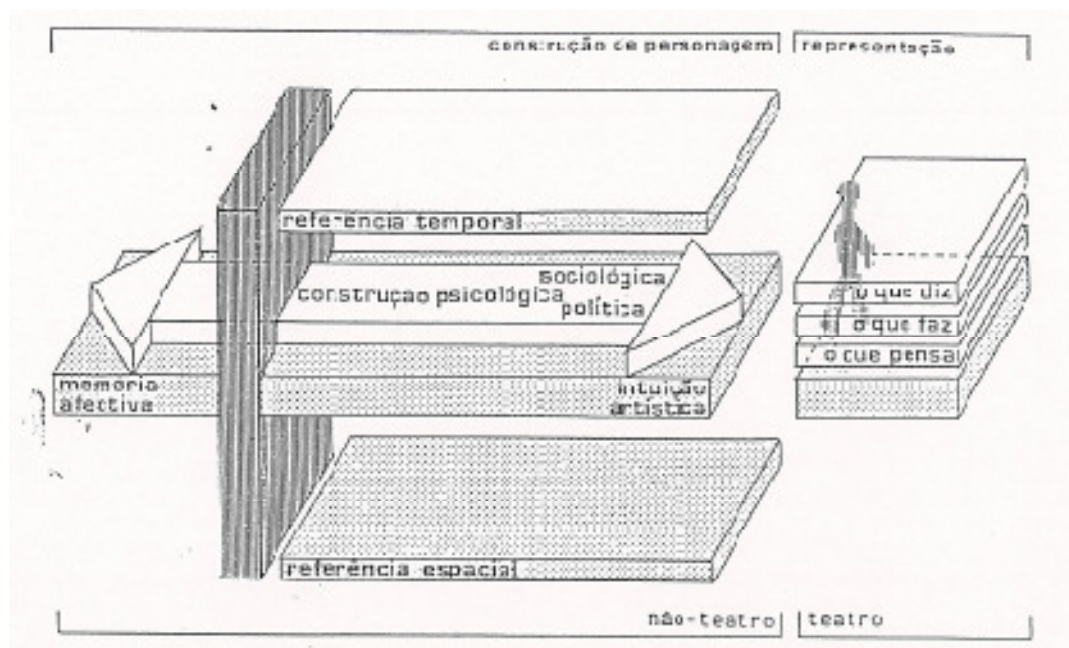 construção de personagem
representação
referência temporal
sociológica
construçao psicológica
política
o que diz
o que faz
o que pensa
memória
afectiva
intuição
artística
referência espacial
não-teatro
teatro